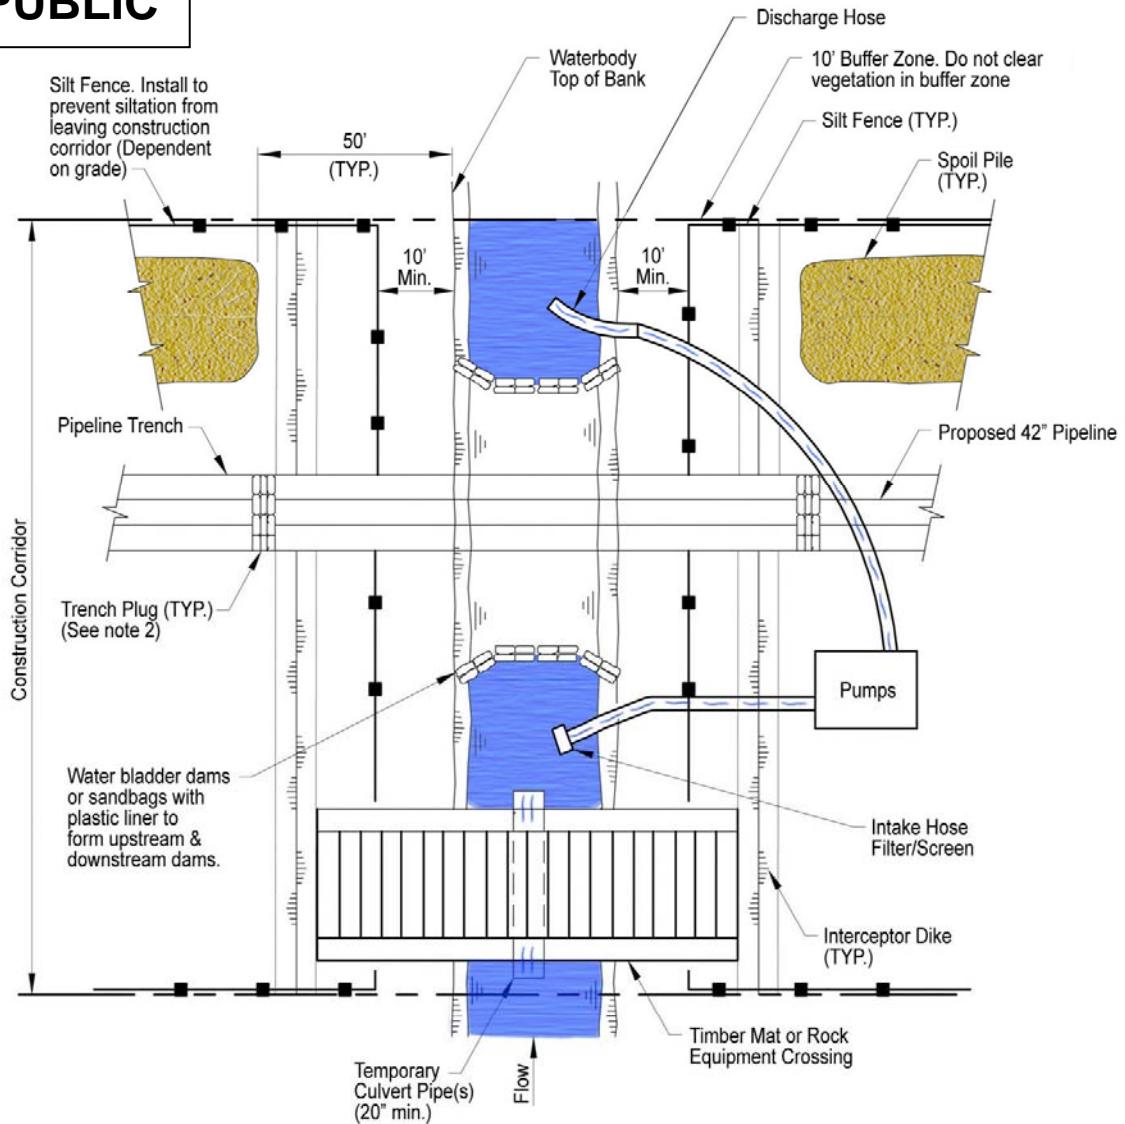 PUBLIC
Discharge Hose
Waterbody
Top of Bank
10' Buffer Zone. Do not clear
vegetation in buffer zone
Silt Fence. Install to
prevent siltation from
leaving construction
corridor (Dependent
on grade)
50'
(TYP.)
Silt Fence (TYP.)
Spoil Pile
(TYP.)
10'
Min.
10'
Min.
Pipeline Trench
Proposed 42" Pipeline
Construction Corridor
Trench Plug (TYP.)
(See note 2)
Pumps
Water bladder dams
or sandbags with
plastic liner to
form upstream &
downstream dams.
Intake Hose
Filter/Screen
Interceptor Dike
(TYP.)
Timber Mat or Rock
Equipment Crossing
Temporary
Culvert Pipe(s)
(20" min.)
Flow